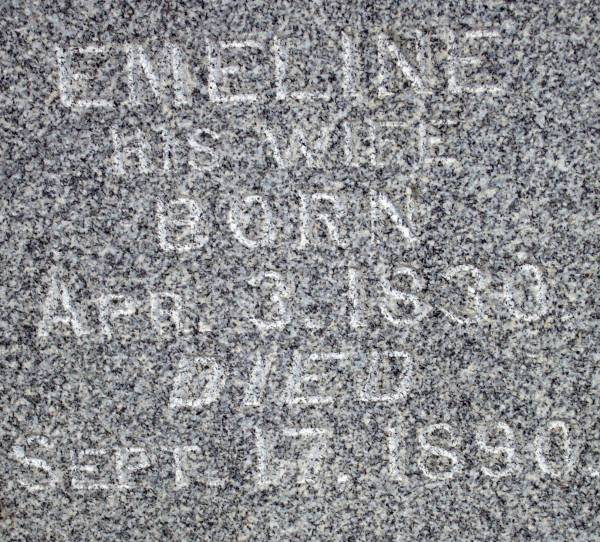 EMELINE
HIS WIFE
BORN
APR. 3. 1830.
DIED
SEPT. 17. 1890.